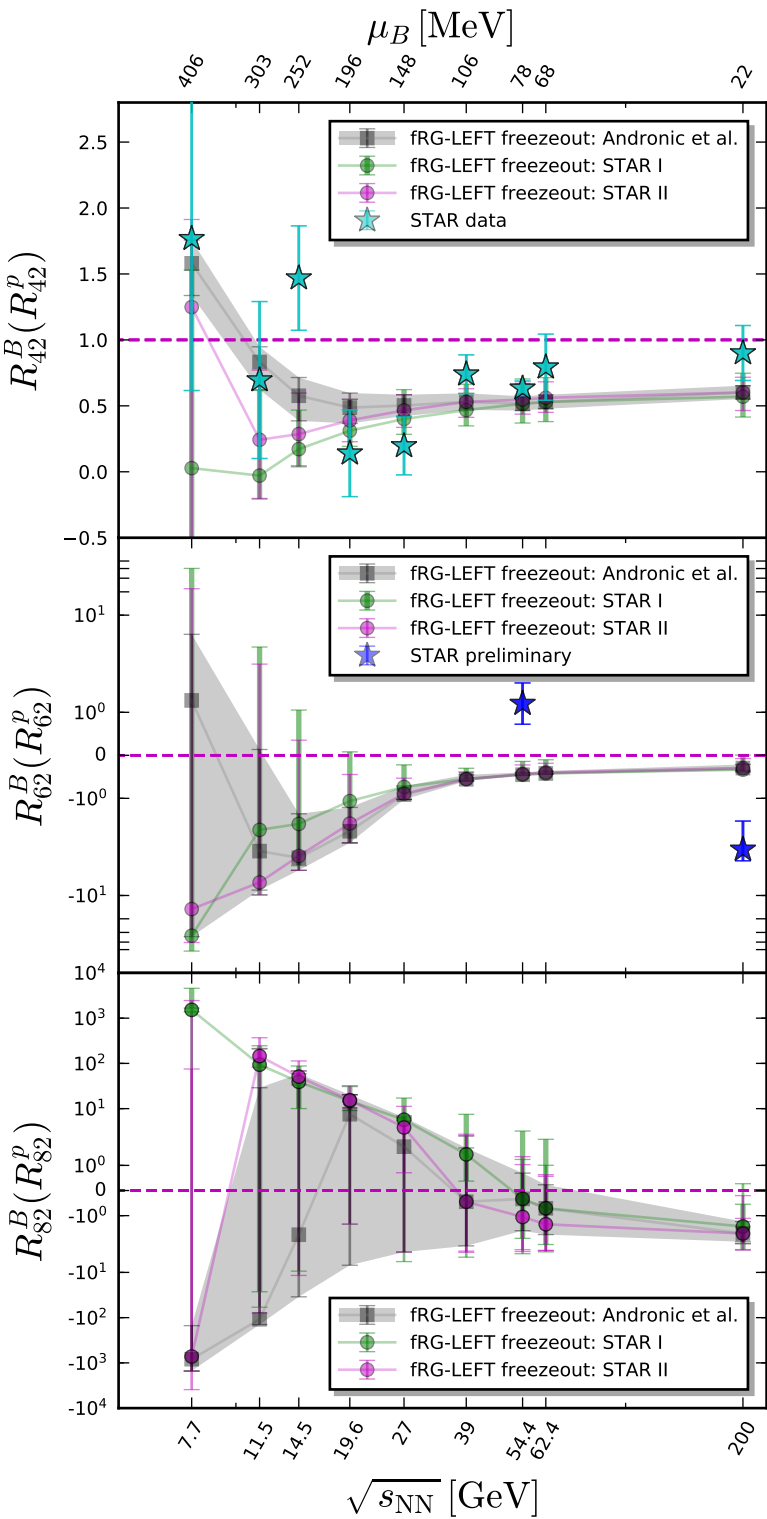 μ_B [MeV]
406 303 252 196 148 106 78 68 22
R^B_42(R^p_42)
2.5
2.0
1.5
1.0
0.5
0.0
−0.5
fRG-LEFT freezeout: Andronic et al.
fRG-LEFT freezeout: STAR I
fRG-LEFT freezeout: STAR II
STAR data
R^B_62(R^p_62)
10^1
10^0
0
-10^0
-10^1
fRG-LEFT freezeout: Andronic et al.
fRG-LEFT freezeout: STAR I
fRG-LEFT freezeout: STAR II
STAR preliminary
R^B_82(R^p_82)
10^4
10^3
10^2
10^1
10^0
0
-10^0
-10^1
-10^2
-10^3
-10^4
fRG-LEFT freezeout: Andronic et al.
fRG-LEFT freezeout: STAR I
fRG-LEFT freezeout: STAR II
7.7 11.5 14.5 19.6 27 39 54.4 62.4 200
√s_NN [GeV]